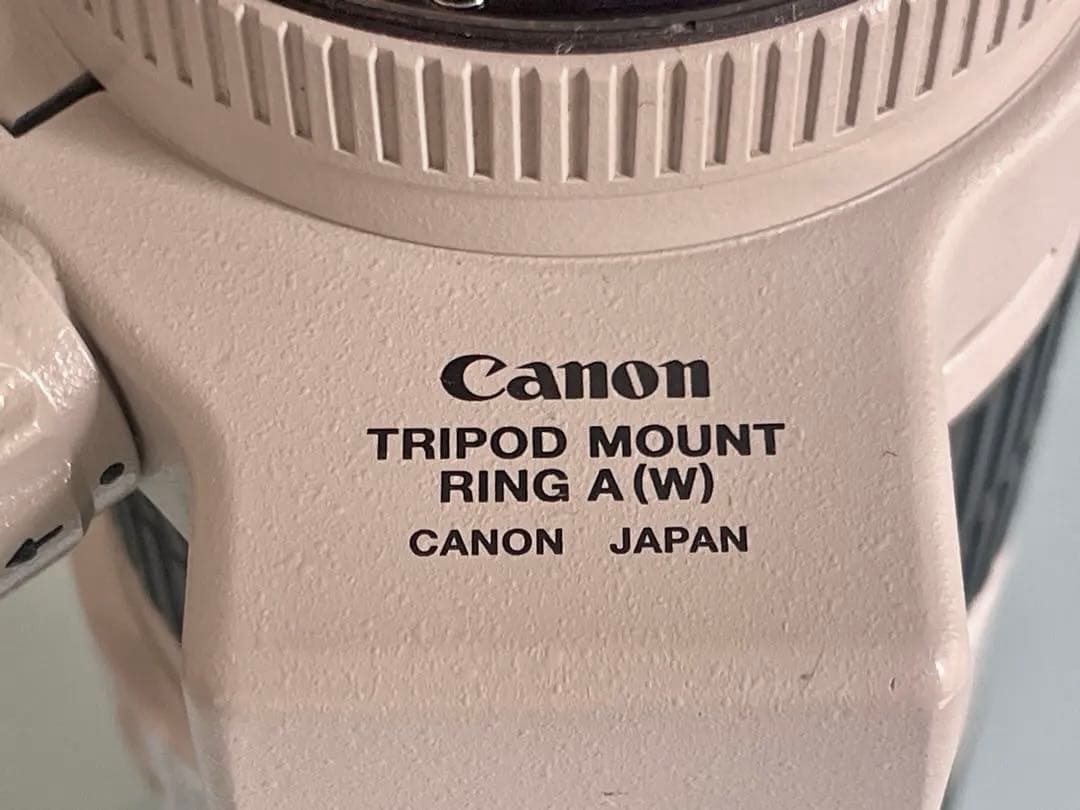 Canon
TRIPOD MOUNT
RING A (W)
CANON JAPAN